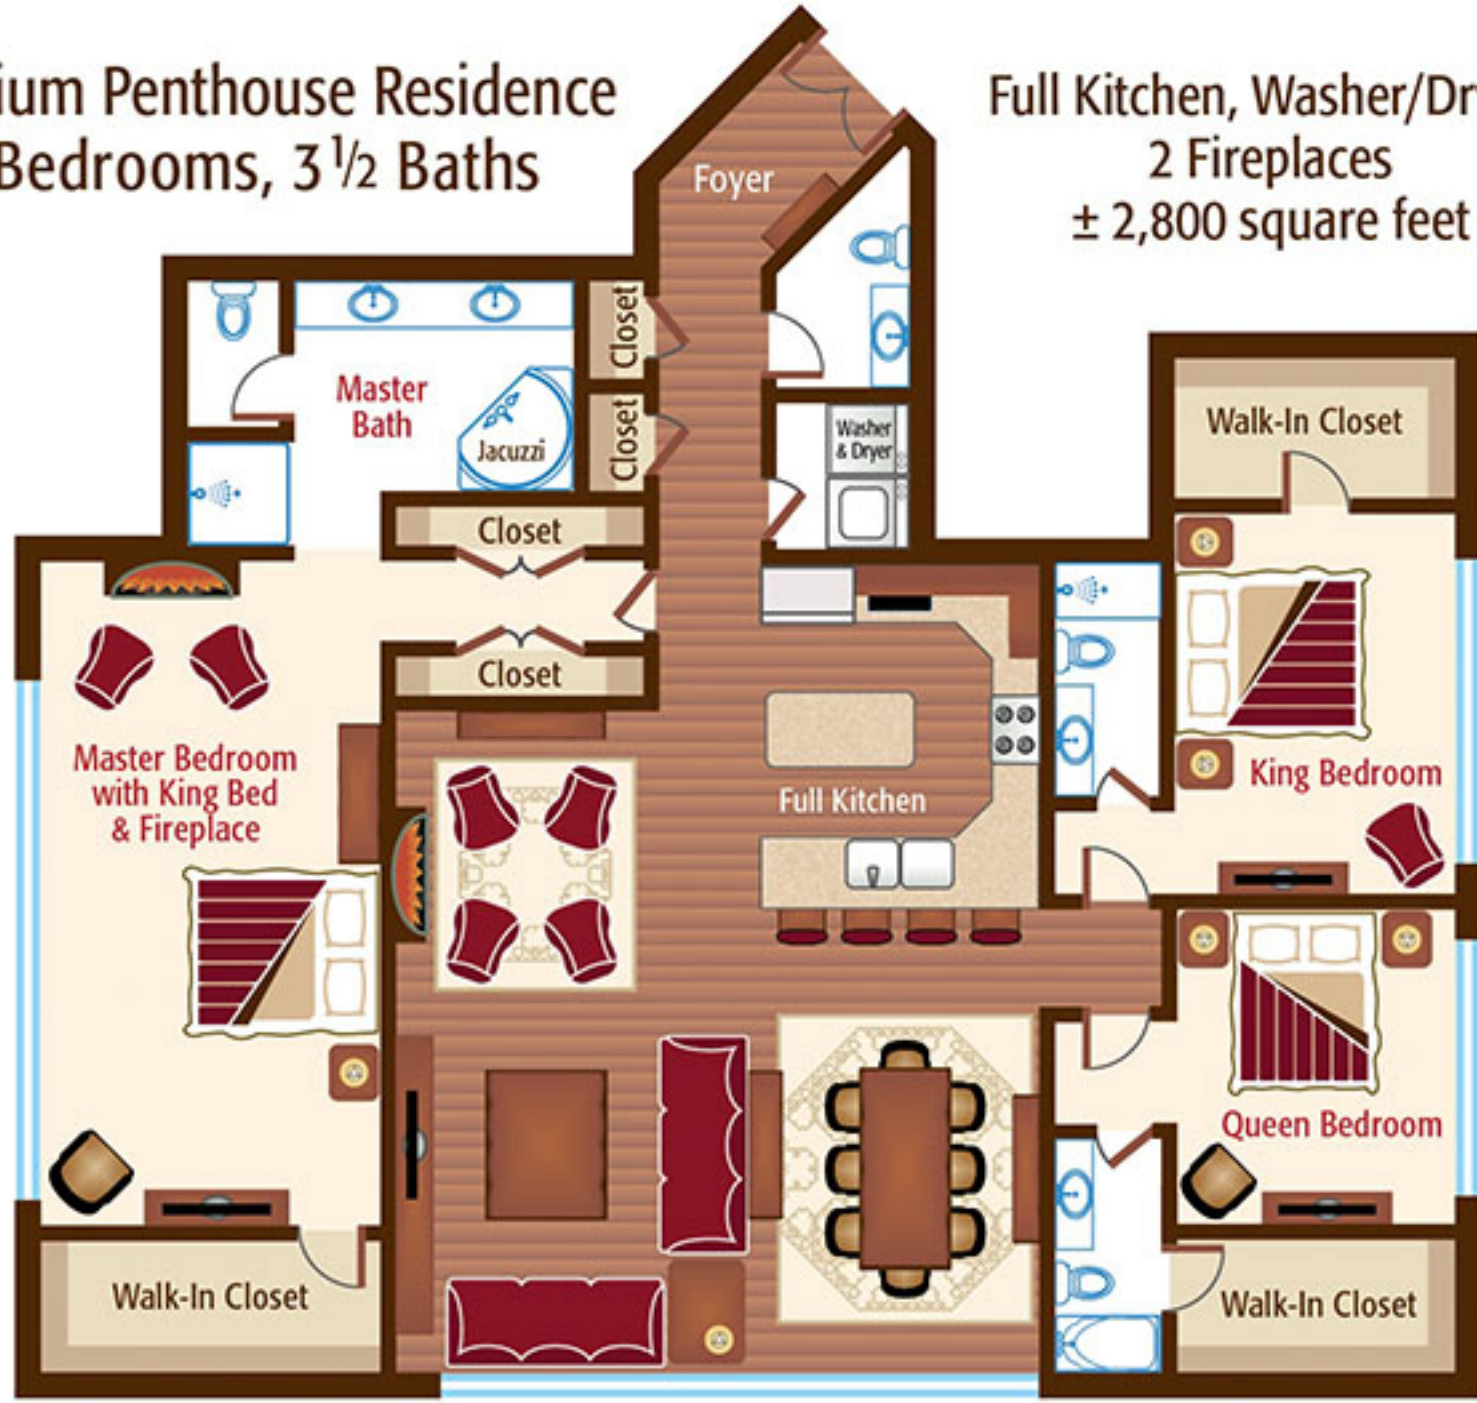 ium Penthouse Residence
Bedrooms, 3 ½ Baths
Full Kitchen, Washer/Dr
2 Fireplaces
± 2,800 square feet
Foyer
Closet
Master
Bath
Jacuzzi
Closet
Washer
& Dryer
Walk-In Closet
Closet
Closet
Master Bedroom
with King Bed
& Fireplace
Full Kitchen
King Bedroom
Queen Bedroom
Walk-In Closet
Walk-In Closet